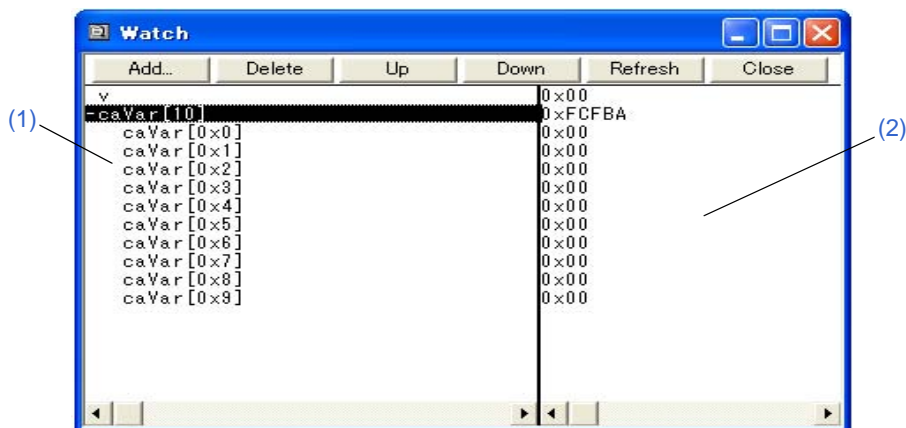 Watch
Add... Delete Up Down Refresh Close
v 0x00
-caVar[10] 0xFCFBA
caVar[0x0] 0x00
caVar[0x1] 0x00
caVar[0x2] 0x00
caVar[0x3] 0x00
caVar[0x4] 0x00
caVar[0x5] 0x00
caVar[0x6] 0x00
caVar[0x7] 0x00
caVar[0x8] 0x00
caVar[0x9] 0x00
(1)
(2)